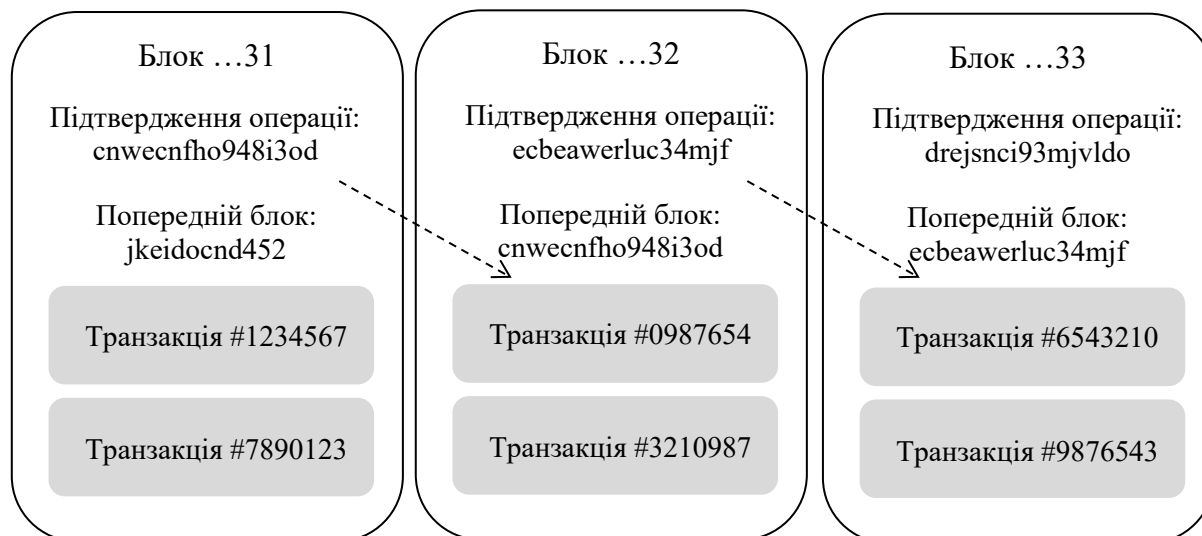 Блок …31
Підтвердження операції:
cnwecnfho948i3od
Попередній блок:
jkeidocnd452
Транзакція #1234567
Транзакція #7890123
Блок …32
Підтвердження операції:
ecbeawerluc34mjf
Попередній блок:
cnwecnfho948i3od
Транзакція #0987654
Транзакція #3210987
Блок …33
Підтвердження операції:
drejsnci93mjvldo
Попередній блок:
ecbeawerluc34mjf
Транзакція #6543210
Транзакція #9876543